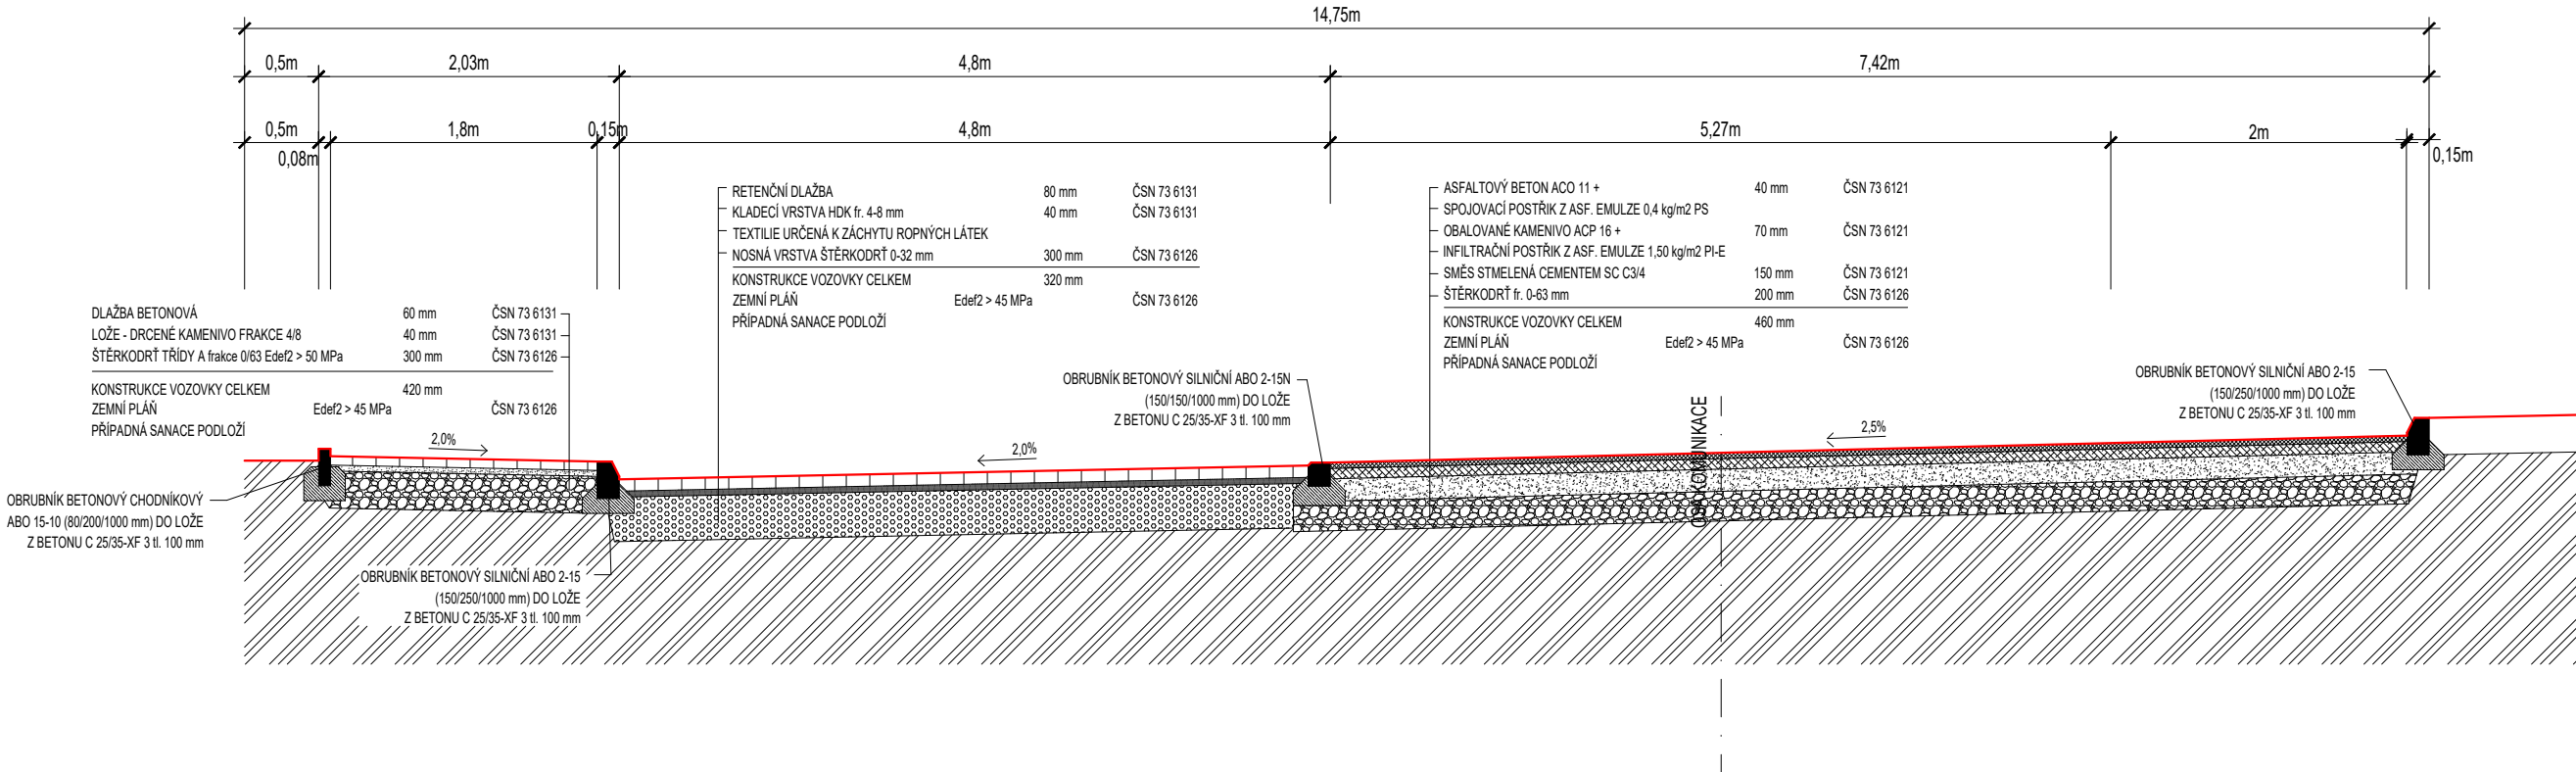 14,75m
0,5m 2,03m 4,8m 7,42m
0,5m 1,8m 0,15m 4,8m 5,27m 2m
0,08m 0,15m
RETENČNÍ DLAŽBA 80 mm ČSN 73 6131
KLADECÍ VRSTVA HDK fr. 4-8 mm 40 mm ČSN 73 6131
TEXTILIE URČENÁ K ZÁCHYTU ROPNÝCH LÁTEK
NOSNÁ VRSTVA ŠTĚRKODRŤ 0-32 mm 300 mm ČSN 73 6126
KONSTRUKCE VOZOVKY CELKEM 320 mm
ZEMNÍ PLÁŇ Edef2 > 45 MPa ČSN 73 6126
PŘÍPADNÁ SANACE PODLOŽÍ
ASFALTOVÝ BETON ACO 11 + 40 mm ČSN 73 6121
SPOJOVACÍ POSTŘIK Z ASF. EMULZE 0,4 kg/m2 PS
OBALOVANÉ KAMENIVO ACP 16 + 70 mm ČSN 73 6121
INFILTRAČNÍ POSTŘIK Z ASF. EMULZE 1,50 kg/m2 PI-E
SMĚS STMELENÁ CEMENTEM SC C3/4 150 mm ČSN 73 6121
ŠTĚRKODRŤ fr. 0-63 mm 200 mm ČSN 73 6126
KONSTRUKCE VOZOVKY CELKEM 460 mm
ZEMNÍ PLÁŇ Edef2 > 45 MPa ČSN 73 6126
PŘÍPADNÁ SANACE PODLOŽÍ
DLAŽBA BETONOVÁ 60 mm ČSN 73 6131
LOŽE - DRCENÉ KAMENIVO FRAKCE 4/8 40 mm ČSN 73 6131
ŠTĚRKODRŤ TŘÍDY A frakce 0/63 Edef2 > 50 MPa 300 mm ČSN 73 6126
KONSTRUKCE VOZOVKY CELKEM 420 mm
ZEMNÍ PLÁŇ Edef2 > 45 MPa ČSN 73 6126
PŘÍPADNÁ SANACE PODLOŽÍ
OBRUBNÍK BETONOVÝ SILNIČNÍ ABO 2-15N
(150/150/1000 mm) DO LOŽE
Z BETONU C 25/35-XF 3 tl. 100 mm
OBRUBNÍK BETONOVÝ SILNIČNÍ ABO 2-15
(150/250/1000 mm) DO LOŽE
Z BETONU C 25/35-XF 3 tl. 100 mm
2,0%
2,0%
2,5%
OSA KOMUNIKACE
OBRUBNÍK BETONOVÝ CHODNÍKOVÝ
ABO 15-10 (80/200/1000 mm) DO LOŽE
Z BETONU C 25/35-XF 3 tl. 100 mm
OBRUBNÍK BETONOVÝ SILNIČNÍ ABO 2-15
(150/250/1000 mm) DO LOŽE
Z BETONU C 25/35-XF 3 tl. 100 mm